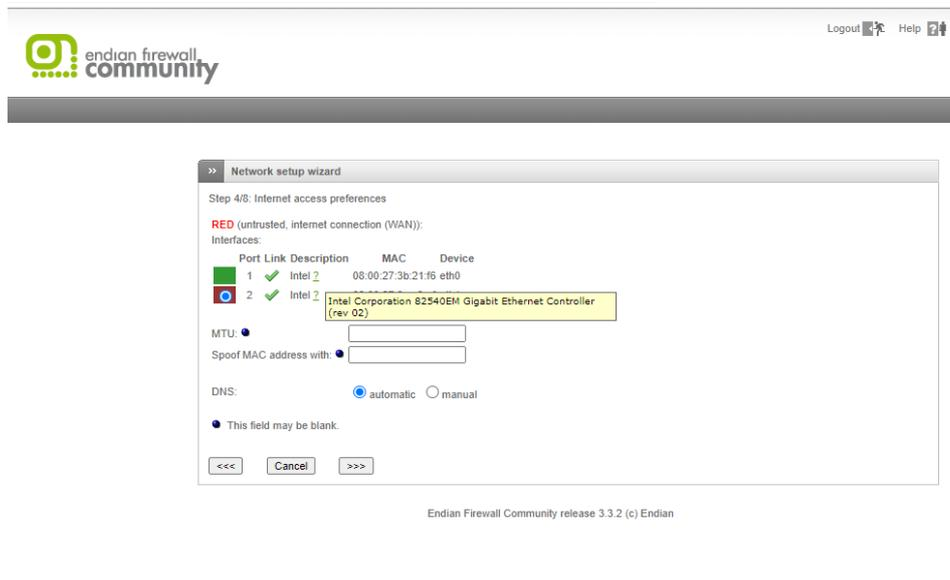 Logout Help
endian firewall
community
Network setup wizard
Step 4/8: Internet access preferences
RED (untrusted, internet connection (WAN)):
Interfaces:
Port Link Description MAC Device
1 Intel ? 08:00:27:3b:21:f6 eth0
2 Intel ?
Intel Corporation 82540EM Gigabit Ethernet Controller
(rev 02)
MTU:
Spoof MAC address with:
DNS: automatic manual
This field may be blank.
<<< Cancel >>>
Endian Firewall Community release 3.3.2 (c) Endian